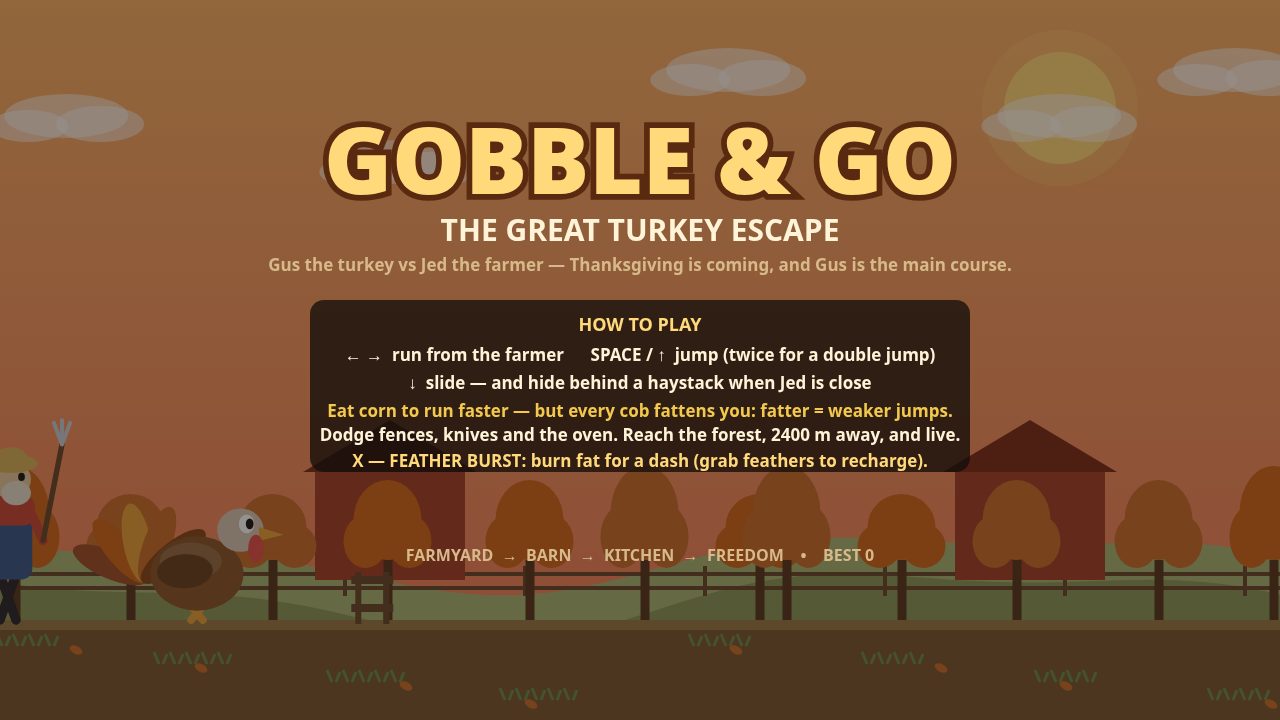 GOBBLE & GO
THE GREAT TURKEY ESCAPE
Gus the turkey vs Jed the farmer — Thanksgiving is coming, and Gus is the main course.
HOW TO PLAY
← → run from the farmer SPACE / ↑ jump (twice for a double jump)
↓ slide — and hide behind a haystack when Jed is close
Eat corn to run faster — but every cob fattens you: fatter = weaker jumps.
Dodge fences, knives and the oven. Reach the forest, 2400 m away, and live.
X — FEATHER BURST: burn fat for a dash (grab feathers to recharge).
FARMYARD → BARN → KITCHEN → FREEDOM • BEST 0